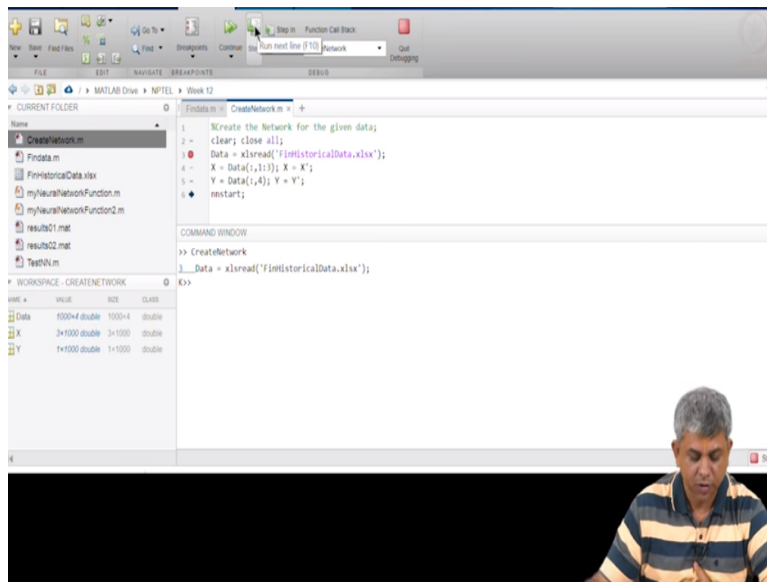 New Save Find Files Go To Find Breakpoints Continue Step in Function Call Stack: Quit Debugging
Run next line (F10)
FILE EDIT NAVIGATE BREAKPOINTS DEBUG
/ MATLAB Drive NPTEL Week 12
CURRENT FOLDER
Name
CreateNetwork.m
Findata.m
FinHistoricalData.xlsx
myNeuralNetworkFunction.m
myNeuralNetworkFunction2.m
results01.mat
results02.mat
TestNN.m
WORKSPACE - CREATENETWORK
NAME VALUE SIZE CLASS
Data 1000×4 double 1000×4 double
X 3×1000 double 3×1000 double
Y 1×1000 double 1×1000 double
Findata.m × CreateNetwork.m × +
1 %Create the Network for the given data;
2 - clear; close all;
3 Data = xlsread('FinHistoricalData.xlsx');
4 - X = Data(:,1:3); X = X';
5 - Y = Data(:,4); Y = Y';
6 nnstart;
COMMAND WINDOW
>> CreateNetwork
3 Data = xlsread('FinHistoricalData.xlsx');
K>>